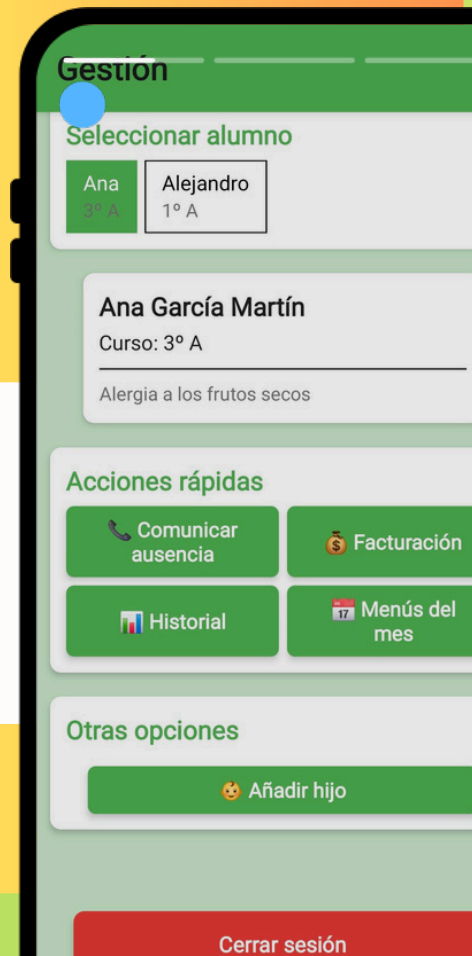 Gestión
Seleccionar alumno
Ana
3º A
Alejandro
1º A
Ana García Martín
Curso: 3º A
Alergia a los frutos secos
Acciones rápidas
📞 Comunicar
ausencia
💰 Facturación
📊 Historial
📅 Menús del
mes
Otras opciones
👶 Añadir hijo
Cerrar sesión